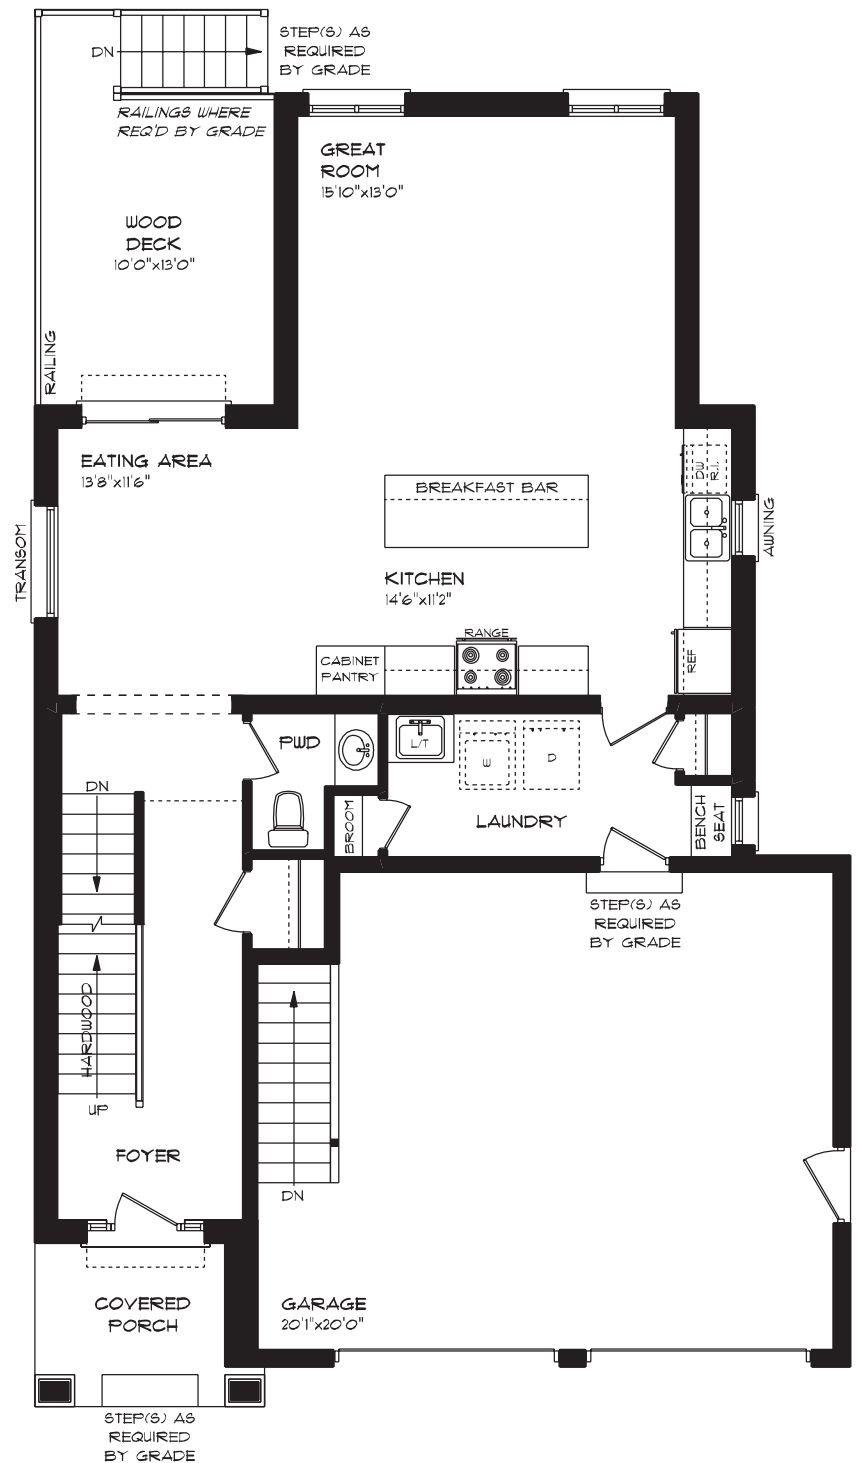 STEP(S) AS
REQUIRED
BY GRADE
DN
RAILINGS WHERE
REQ'D BY GRADE
GREAT
ROOM
15'10"x13'0"
WOOD
DECK
10'0"x13'0"
RAILING
EATING AREA
13'8"x11'6"
BREAKFAST BAR
DW
R.I.
TRANSOM
AWNING
KITCHEN
14'6"x11'2"
RANGE
CABINET
PANTRY
REF
PWD
L/T
W
D
DN
BROOM
LAUNDRY
BENCH
SEAT
STEP(S) AS
REQUIRED
BY GRADE
HARDWOOD
UP
FOYER
DN
COVERED
PORCH
GARAGE
20'1"x20'0"
STEP(S) AS
REQUIRED
BY GRADE